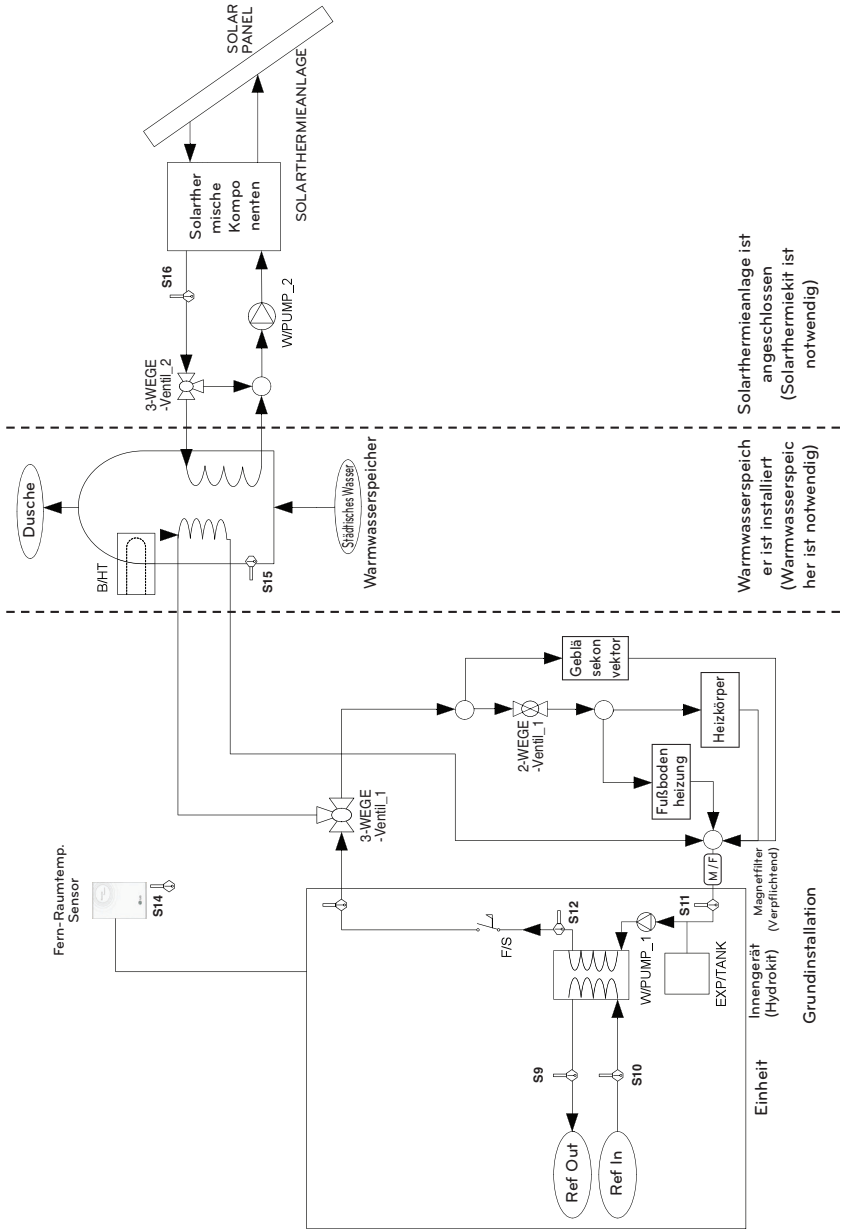 Fern-Raumtemp.
Sensor
S14
Ref Out
Ref In
S9
S10
F/S
S12
W/PUMP_1
EXP/TANK
S11
Innengerät
(Hydrokit)
Einheit
Magnetfilter
(Verpflichtend)
M/F
3-WEGE
-Ventil_1
2-WEGE
-Ventil_1
Geblä
sekon
vektor
Fußboden
heizung
Heizkörper
Grundinstallation
Dusche
B/HT
S15
Städtisches Wasser
Warmwasserspeicher
Warmwasserspeich
er ist installiert
(Warmwasserspeic
her ist notwendig)
3-WEGE
-Ventil_2
S16
W/PUMP_2
Solarther
mische
Kompo
nenten
SOLAR
PANEL
SOLARTHERMIEANLAGE
Solarthermieanlage ist
angeschlossen
(Solarthermiekit ist
notwendig)